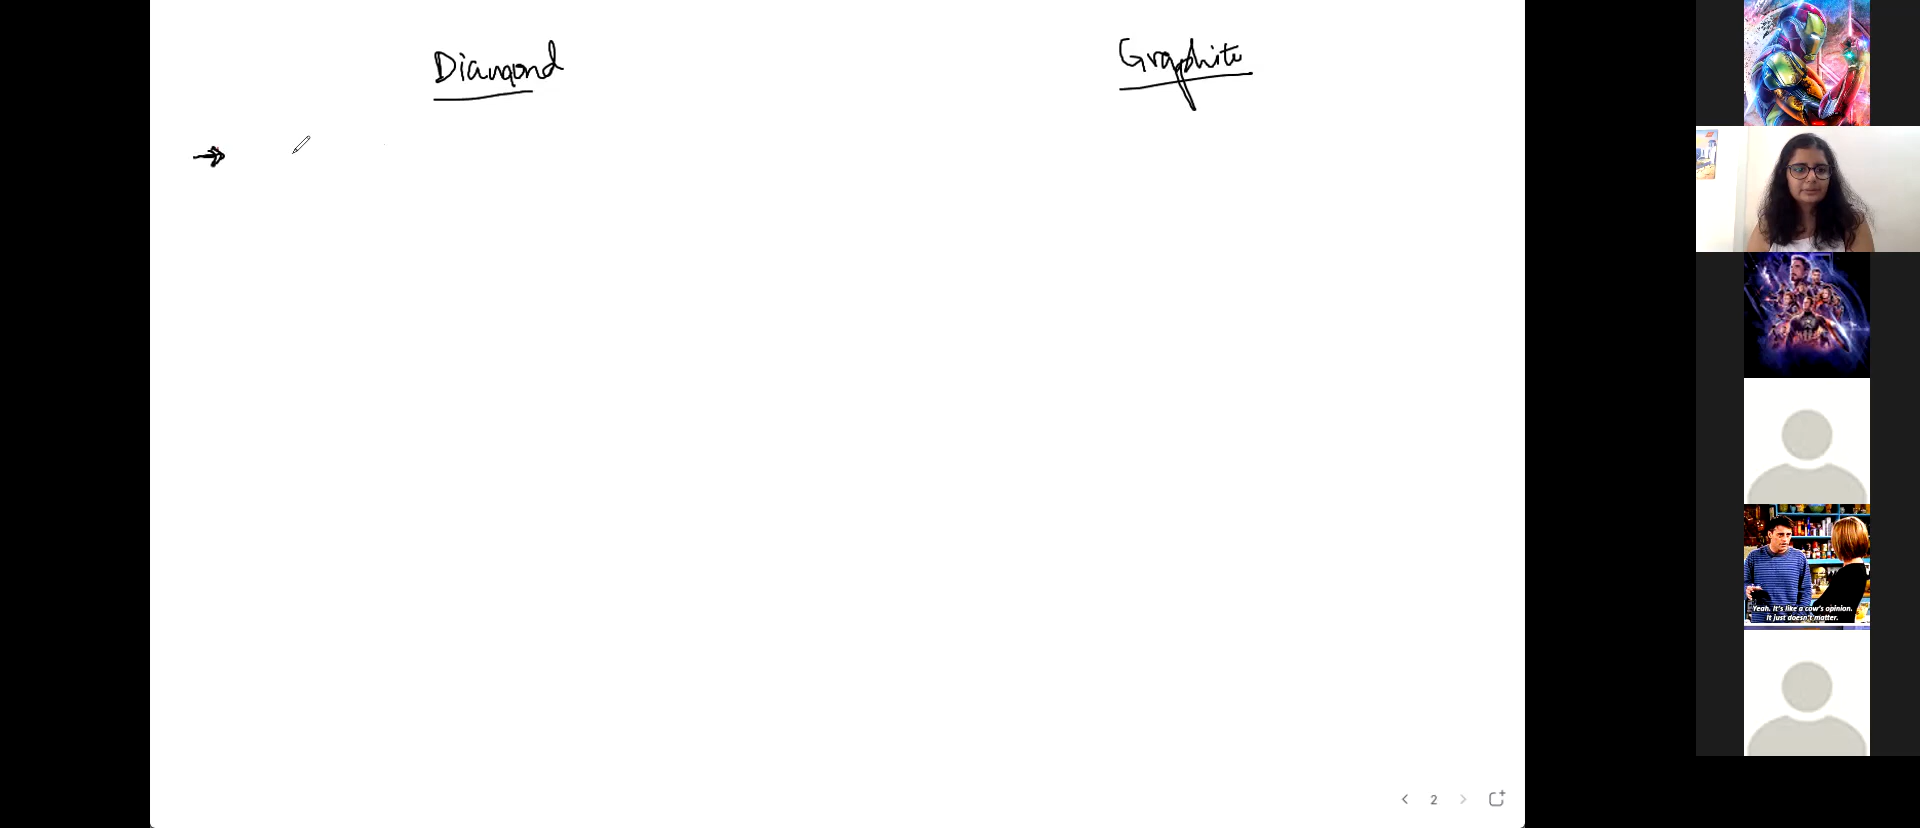 Diamond
Graphite
Yeah. It's like a cow's opinion.
It just doesn't matter.
2